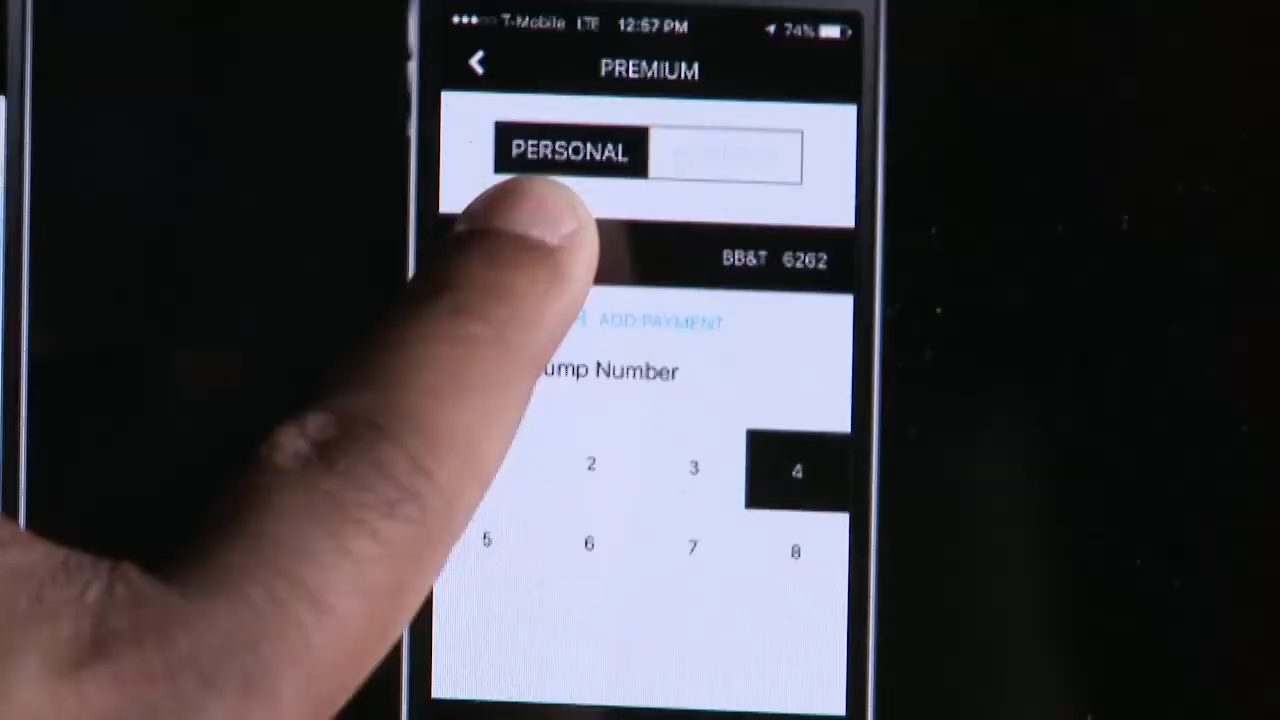 T-Mobile LTE 12:57 PM 74%
PREMIUM
PERSONAL
BB&T 6262
ADD PAYMENT
ump Number
2 3 4
5 6 7 8